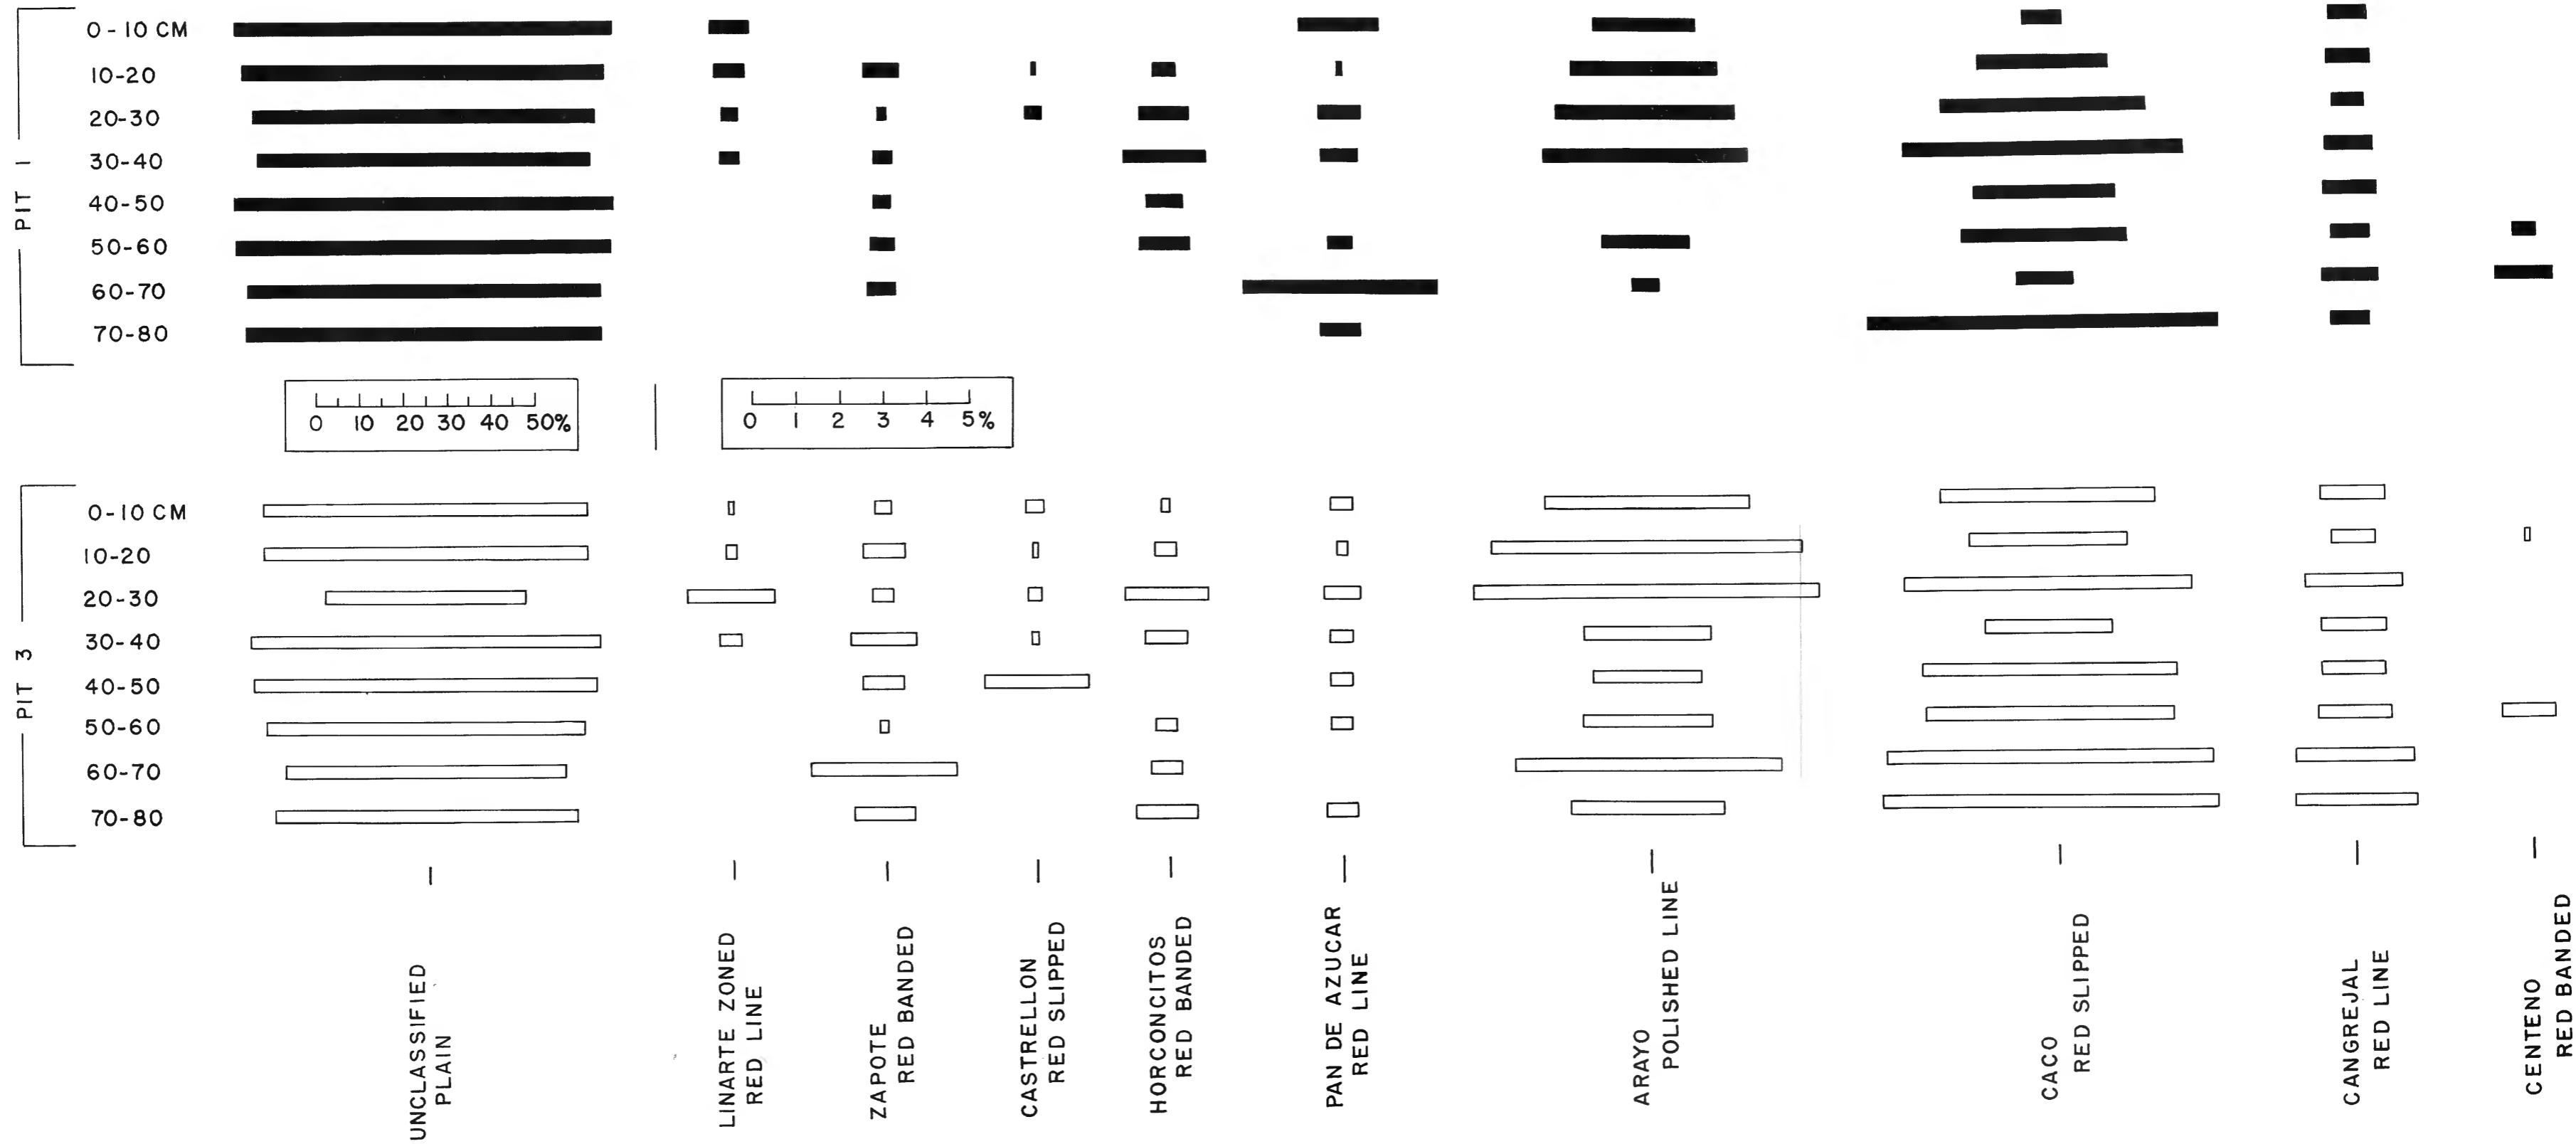 PIT 1
0-10 CM
10-20
20-30
30-40
40-50
50-60
60-70
70-80
0 10 20 30 40 50%
0 1 2 3 4 5%
PIT 3
0-10 CM
10-20
20-30
30-40
40-50
50-60
60-70
70-80
UNCLASSIFIED
PLAIN
LINARTE ZONED
RED LINE
ZAPOTE
RED BANDED
CASTRELLON
RED SLIPPED
HORCONCITOS
RED BANDED
PAN DE AZUCAR
RED LINE
ARAYO
POLISHED LINE
CACO
RED SLIPPED
CANGREJAL
RED LINE
CENTENO
RED BANDED